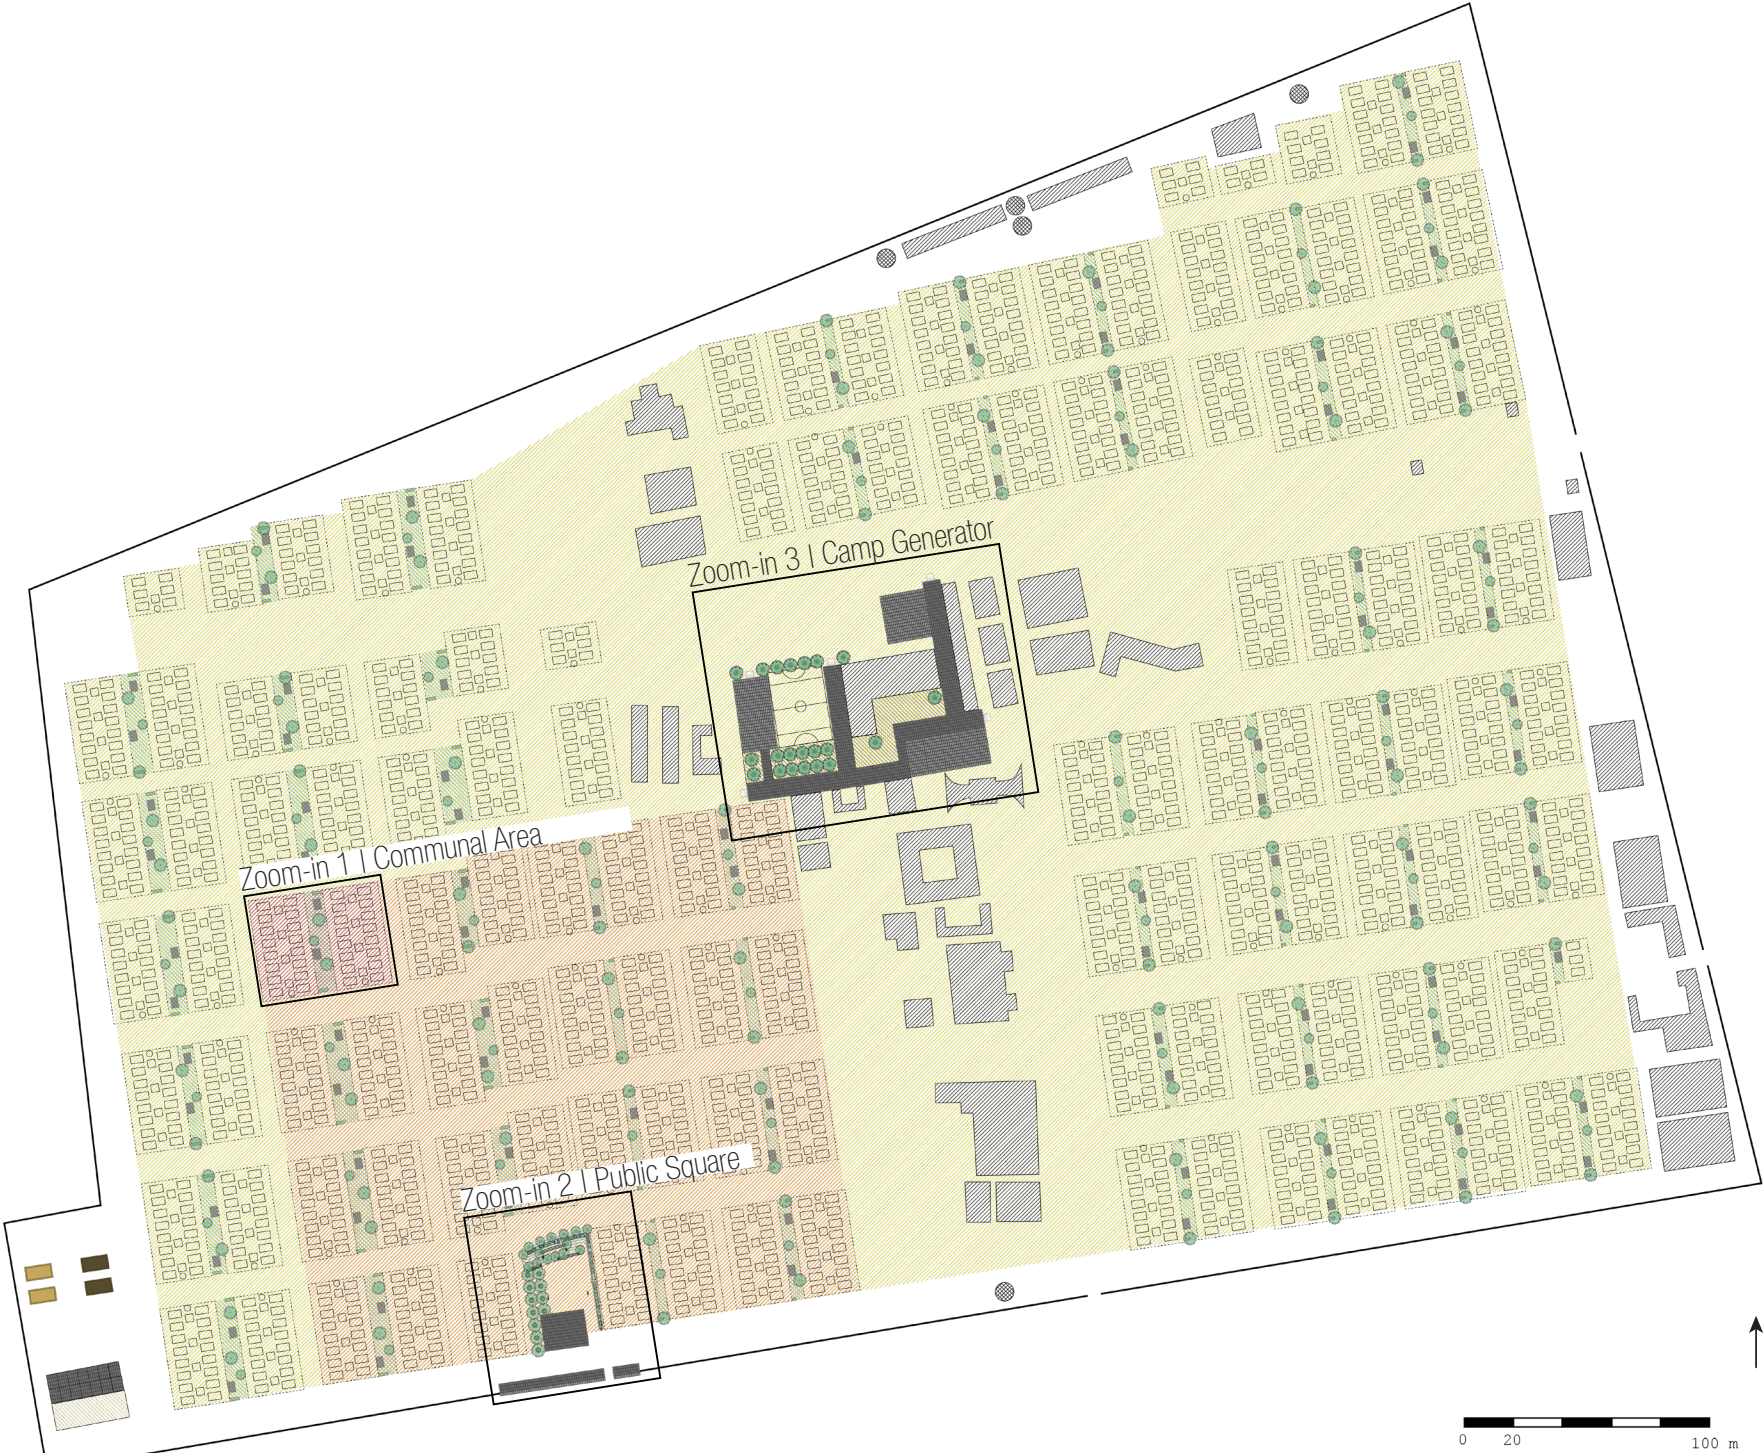 Zoom-in 3 I Camp Generator
Zoom-in 1 I Communal Area
Zoom-in 2 I Public Square
0 20 100 m